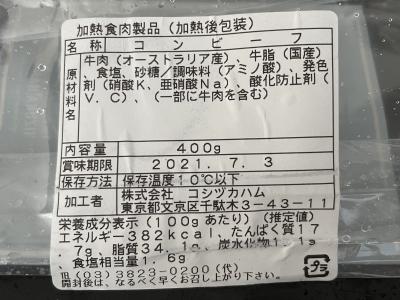 加熱食肉製品(加熱後包装)
名称 コンビーフ
原材料名 牛肉(オーストラリア産)、牛脂(国産)
、食塩、砂糖/調味料(アミノ酸)、発色
剤(硝酸K、亜硝酸Na)、酸化防止剤(
V.C)、(一部に牛肉を含む)
内容量 400g
賞味期限 2021.7.3
保存方法 保存温度10℃以下
加工者 株式会社 コシヅカハム
東京都文京区千駄木3-43-11
栄養成分表示(100gあたり)(推定値)
エネルギー382kcal、たんぱく質17
.7g、脂質34.1g、炭水化物1.1g
、食塩相当量1.6g
℡(03)3823-0200(代)
開封後は、なるべく早くお召し上がり下さい。
プラ